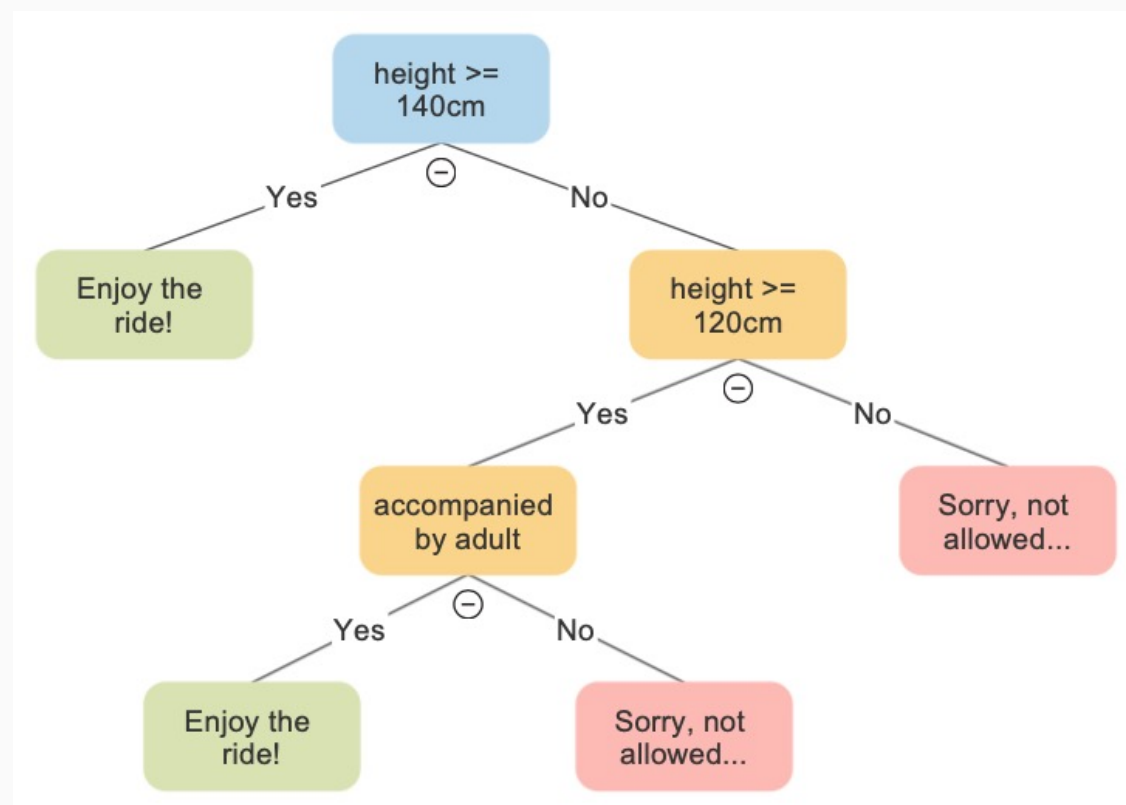 height >=
140cm
Yes
No
Enjoy the
ride!
height >=
120cm
Yes
No
accompanied
by adult
Sorry, not
allowed...
Yes
No
Enjoy the
ride!
Sorry, not
allowed...